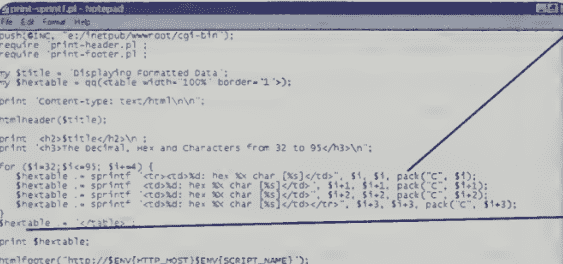 print-sprintf.pl - Notepad
File Edit Format Help
push(@INC, "e:/inetpub/wwwroot/cgi-bin");
require 'print-header.pl';
require 'print-footer.pl';
my $title = "Displaying Formatted Data";
my $hextable = qq(<table width="100%" border="1">);
print "Content-type: text/html\n\n";
htmlheader($title);
print "<h2>$title</h2>\n";
print "<h3>The Decimal, Hex and Characters from 32 to 95</h3>\n";
for ($i=32;$i<=95; $i+=4) {
$hextable .= sprintf "<tr><td>%d: hex %x char [%s]</td>", $i, $i, pack("C", $i);
$hextable .= sprintf "<td>%d: hex %x char [%s]</td>", $i+1, $i+1, pack("C", $i+1);
$hextable .= sprintf "<td>%d: hex %x char [%s]</td>", $i+2, $i+2, pack("C", $i+2);
$hextable .= sprintf "<td>%d: hex %x char [%s]</td></tr>", $i+3, $i+3, pack("C", $i+3);
}
$hextable .= "</table>";
print $hextable;
htmlfooter("http://$ENV{HTTP_HOST}$ENV{SCRIPT_NAME}");